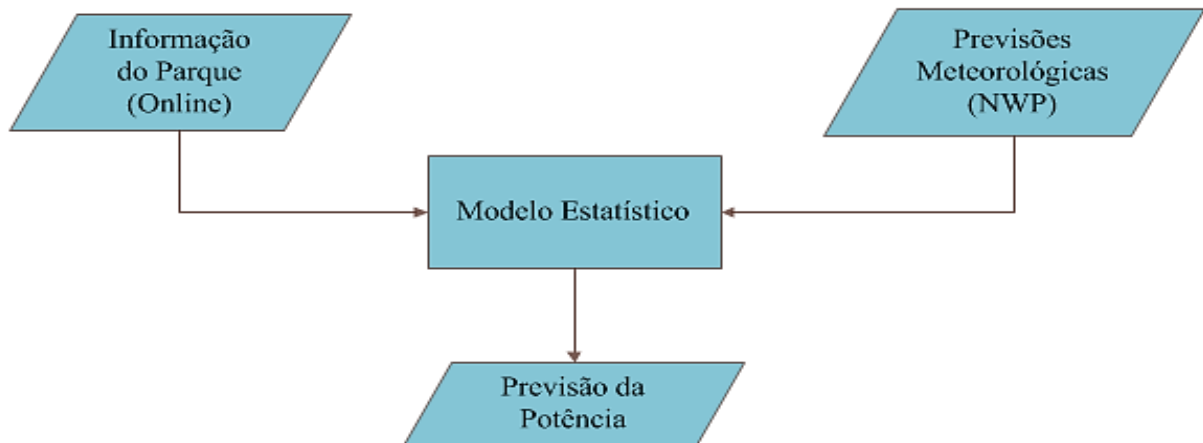 Informação
do Parque
(Online)
Previsões
Meteorológicas
(NWP)
Modelo Estatístico
Previsão da
Potência